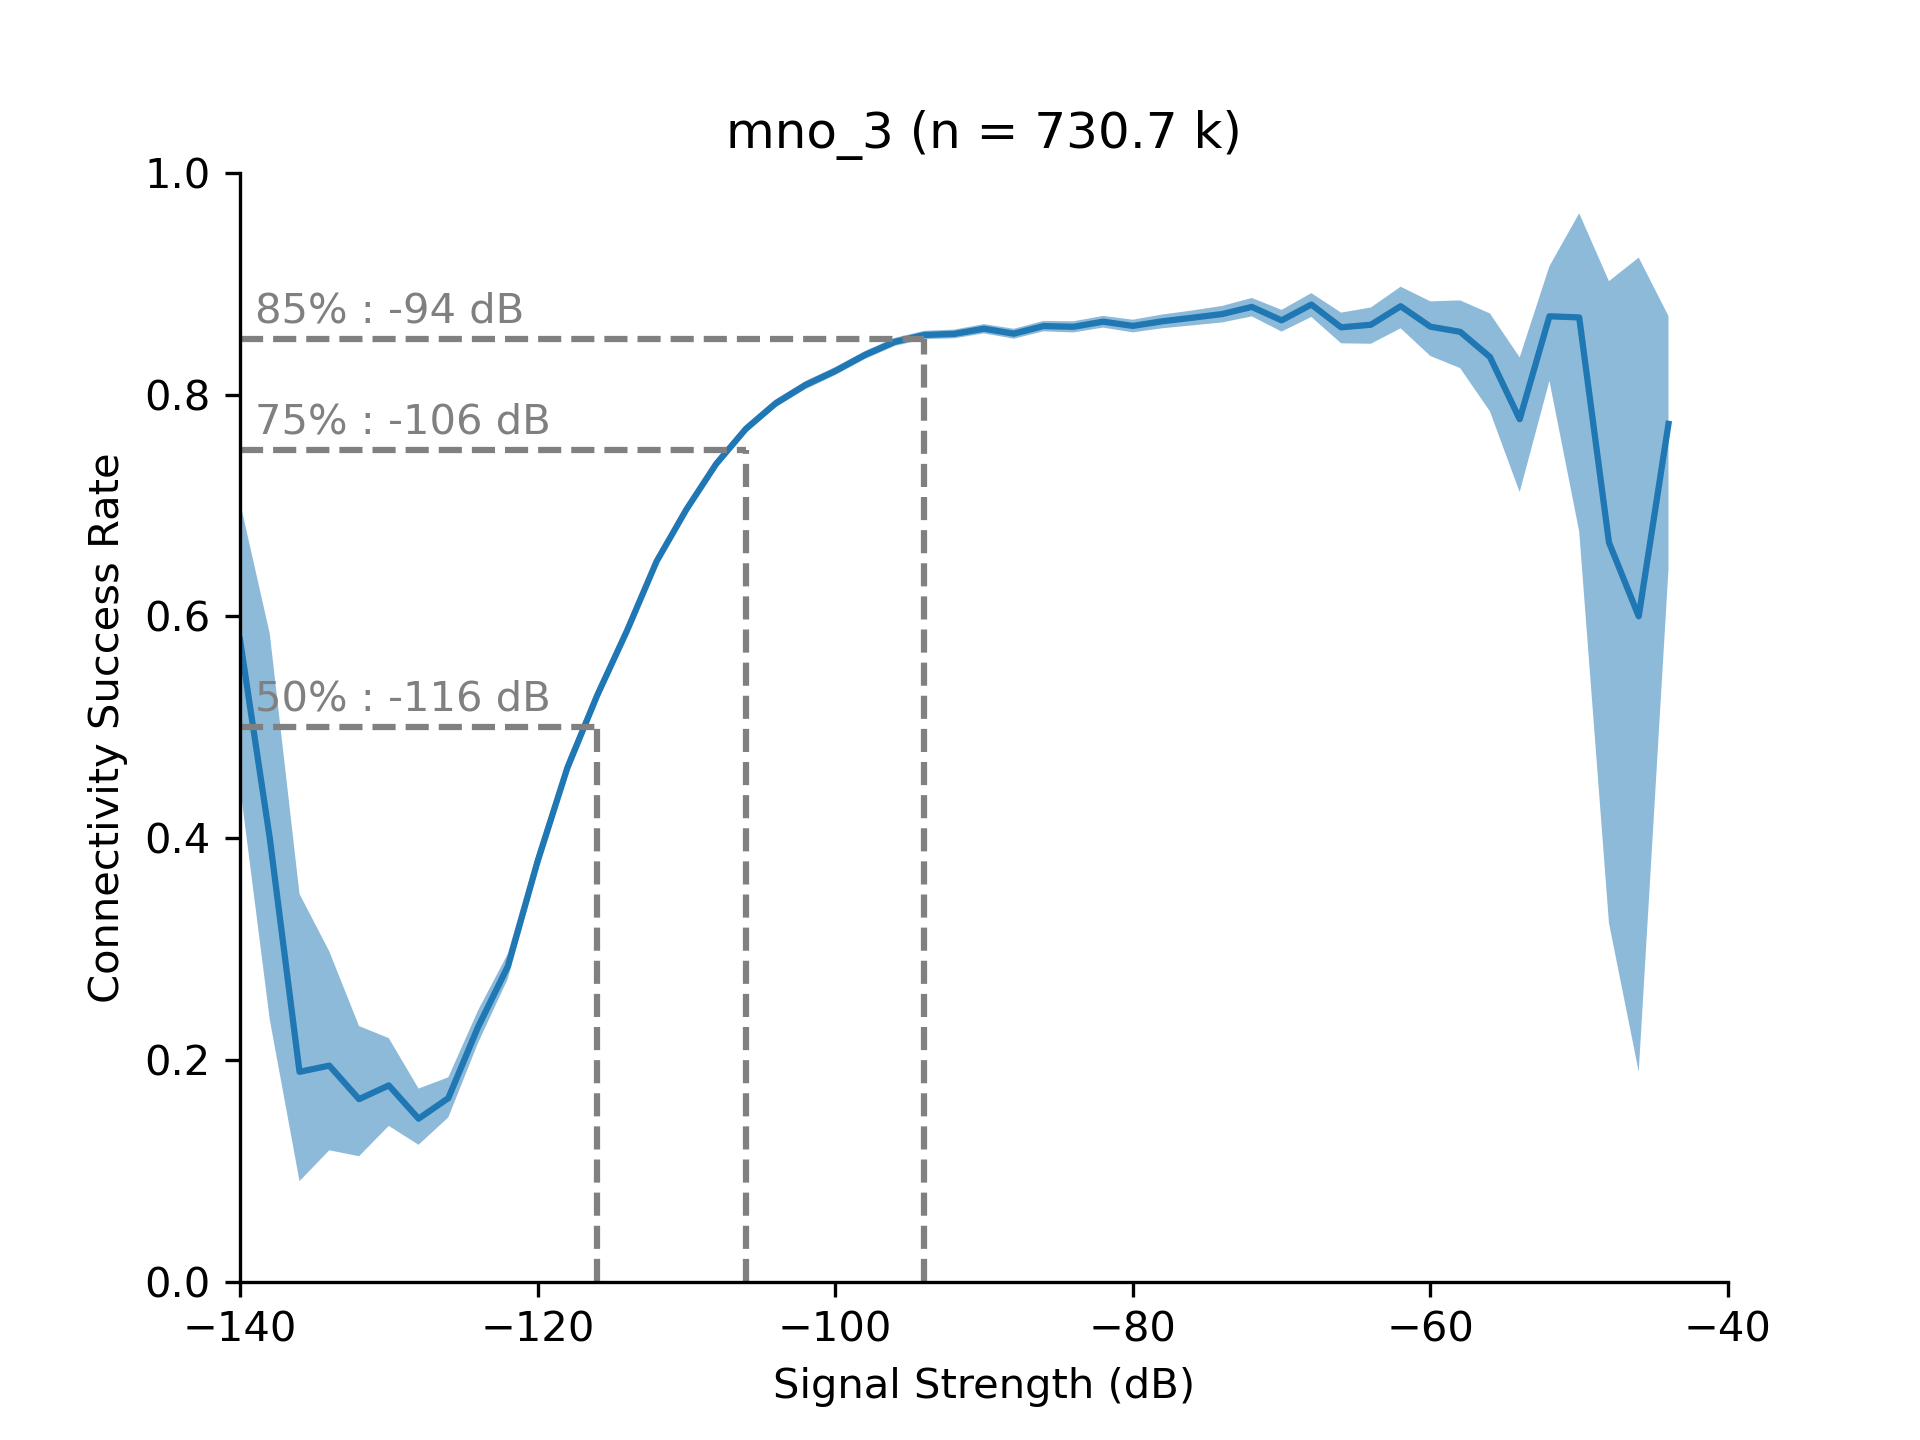 mno_3 (n = 730.7 k)
Connectivity Success Rate
1.0
0.8
0.6
0.4
0.2
0.0
85% : -94 dB
75% : -106 dB
50% : -116 dB
−140 −120 −100 −80 −60 −40
Signal Strength (dB)